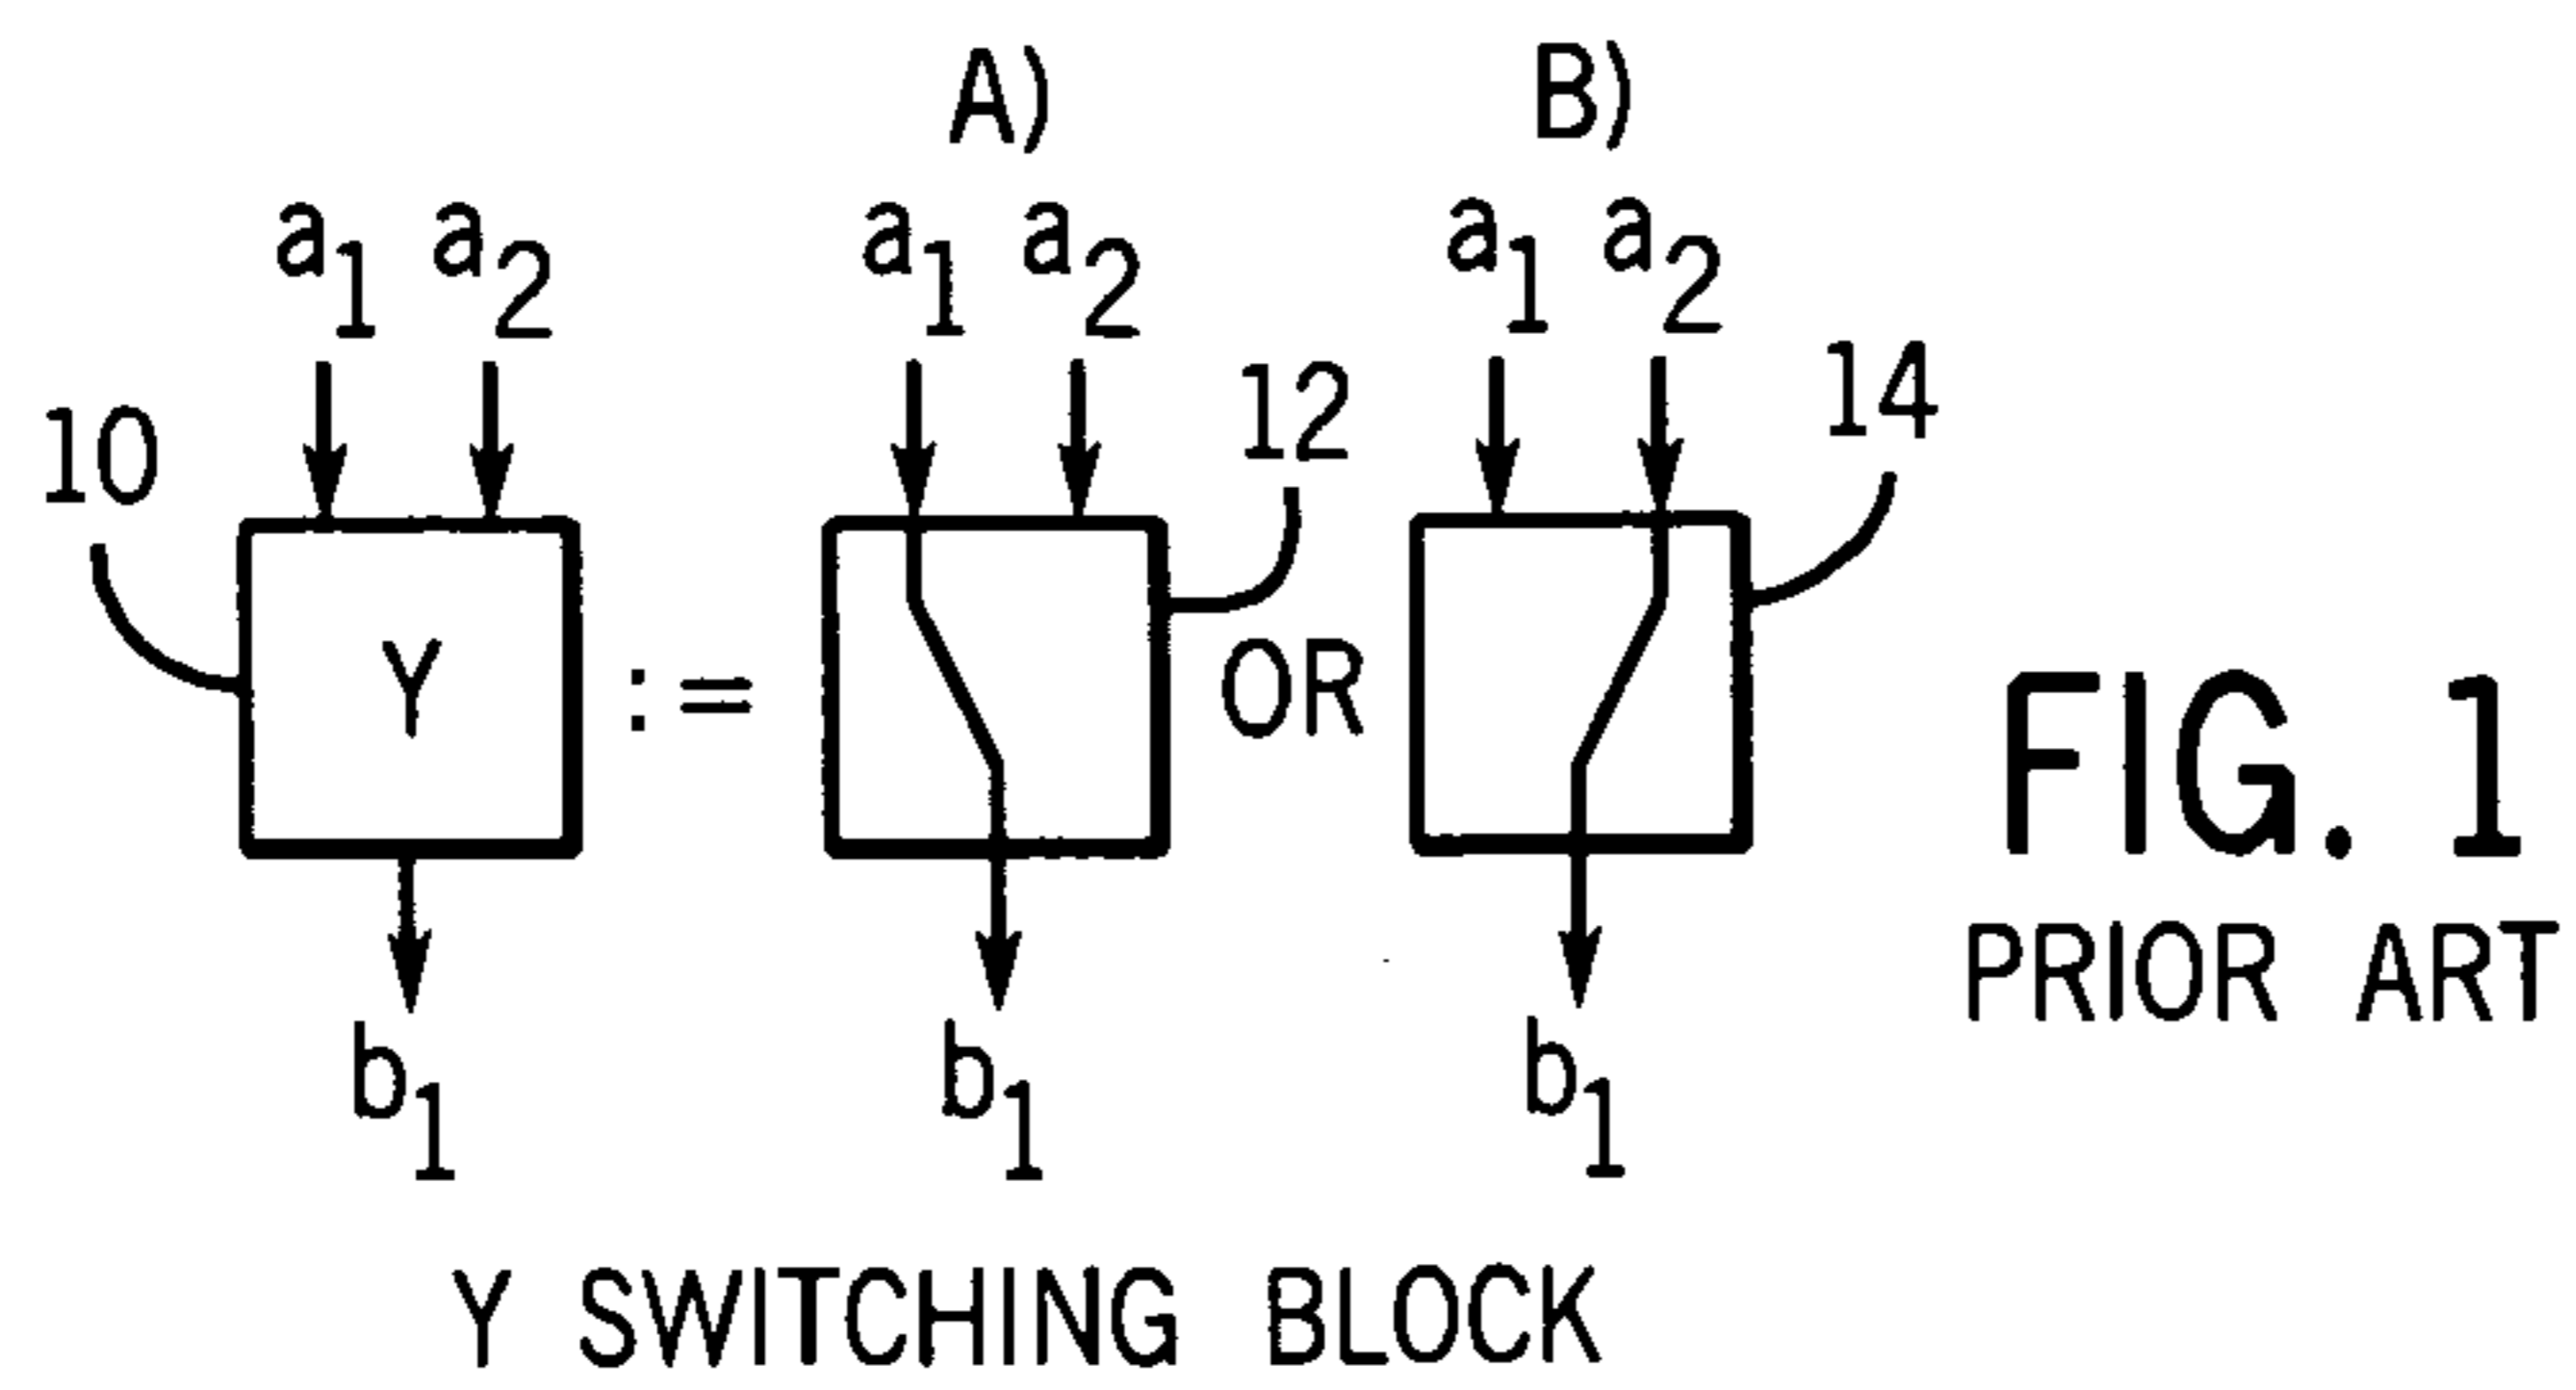 A) B)
a1 a2 a1 a2 a1 a2
10 12 14
Y := OR
FIG. 1
PRIOR ART
b1 b1 b1
Y SWITCHING BLOCK